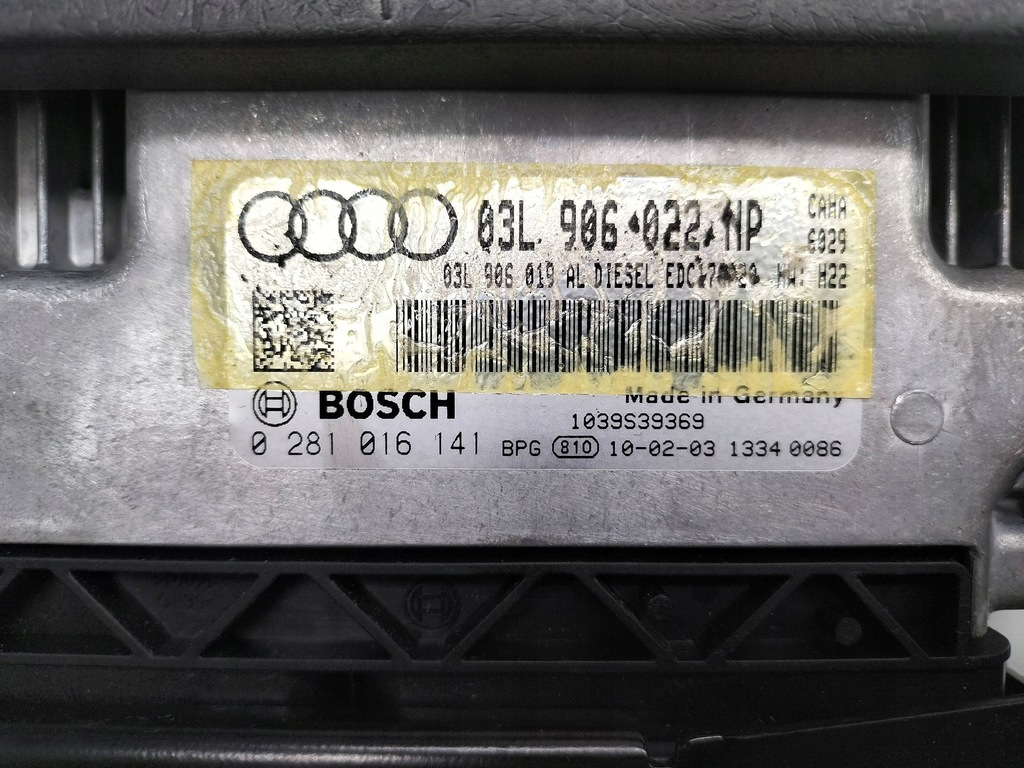 03L 906 022 NP CAHA
6029
03L 906 019 AL DIESEL H22
BOSCH Made in Germany
1039S39369
0 281 016 141 BPG 810 10-02-03 1334 0086